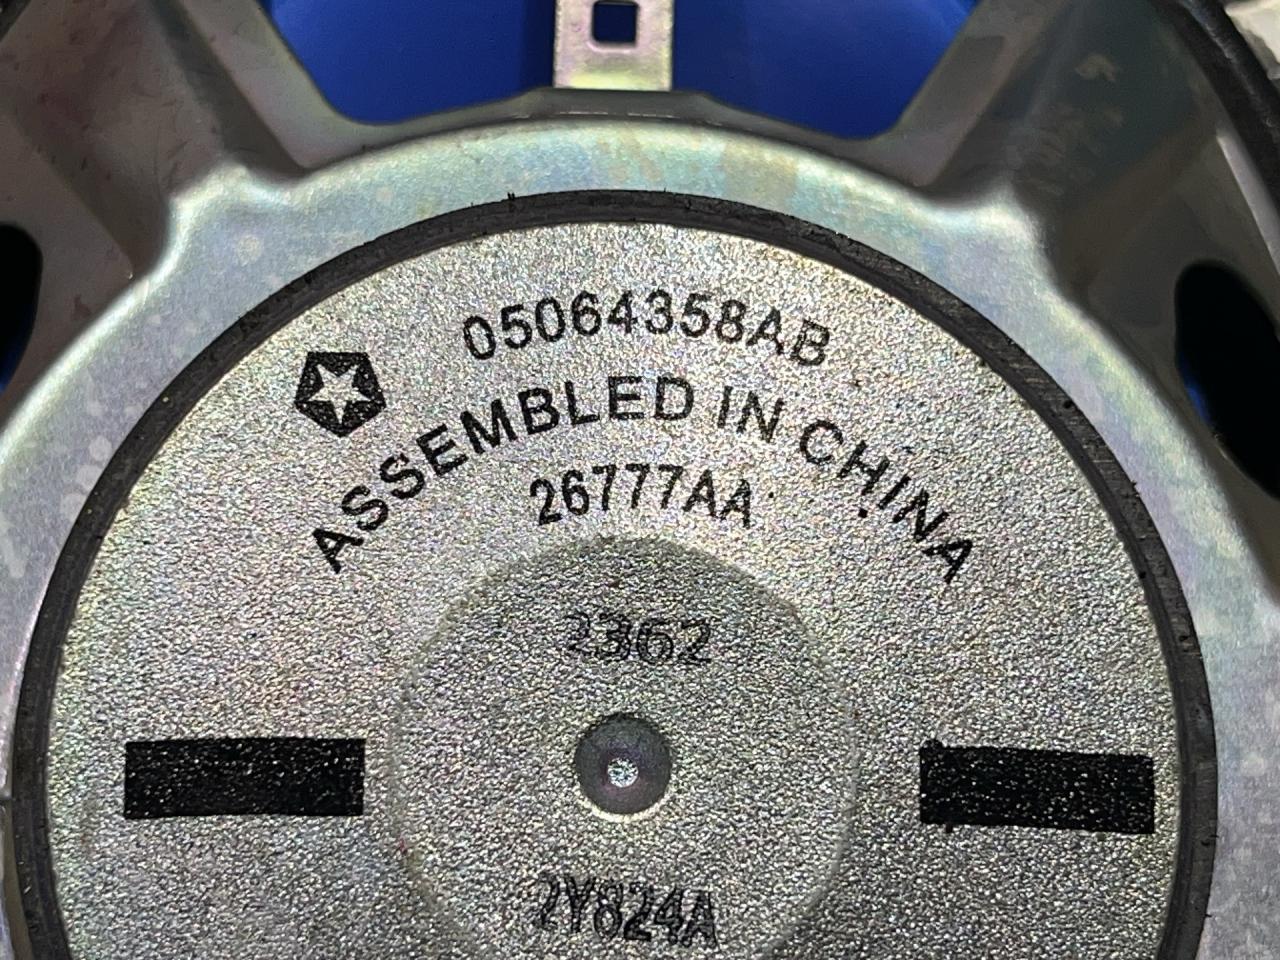 05064358AB
ASSEMBLED IN CHINA
26777AA
2362
2Y824A